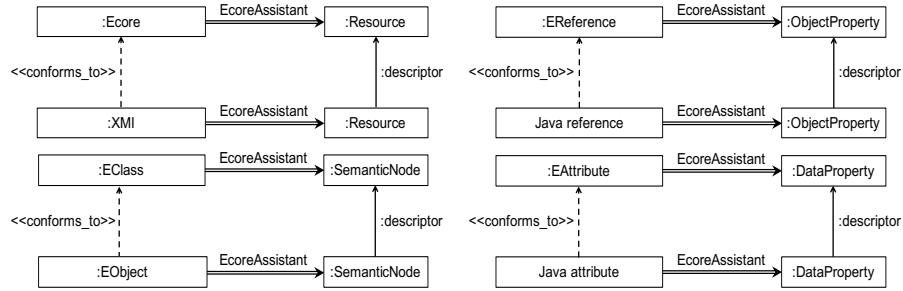 :Ecore EcoreAssistant :Resource
<<conforms_to>> :descriptor
:XMI EcoreAssistant :Resource
:EReference EcoreAssistant :ObjectProperty
<<conforms_to>> :descriptor
Java reference EcoreAssistant :ObjectProperty
:EClass EcoreAssistant :SemanticNode
<<conforms_to>> :descriptor
:EObject EcoreAssistant :SemanticNode
:EAttribute EcoreAssistant :DataProperty
<<conforms_to>> :descriptor
Java attribute EcoreAssistant :DataProperty